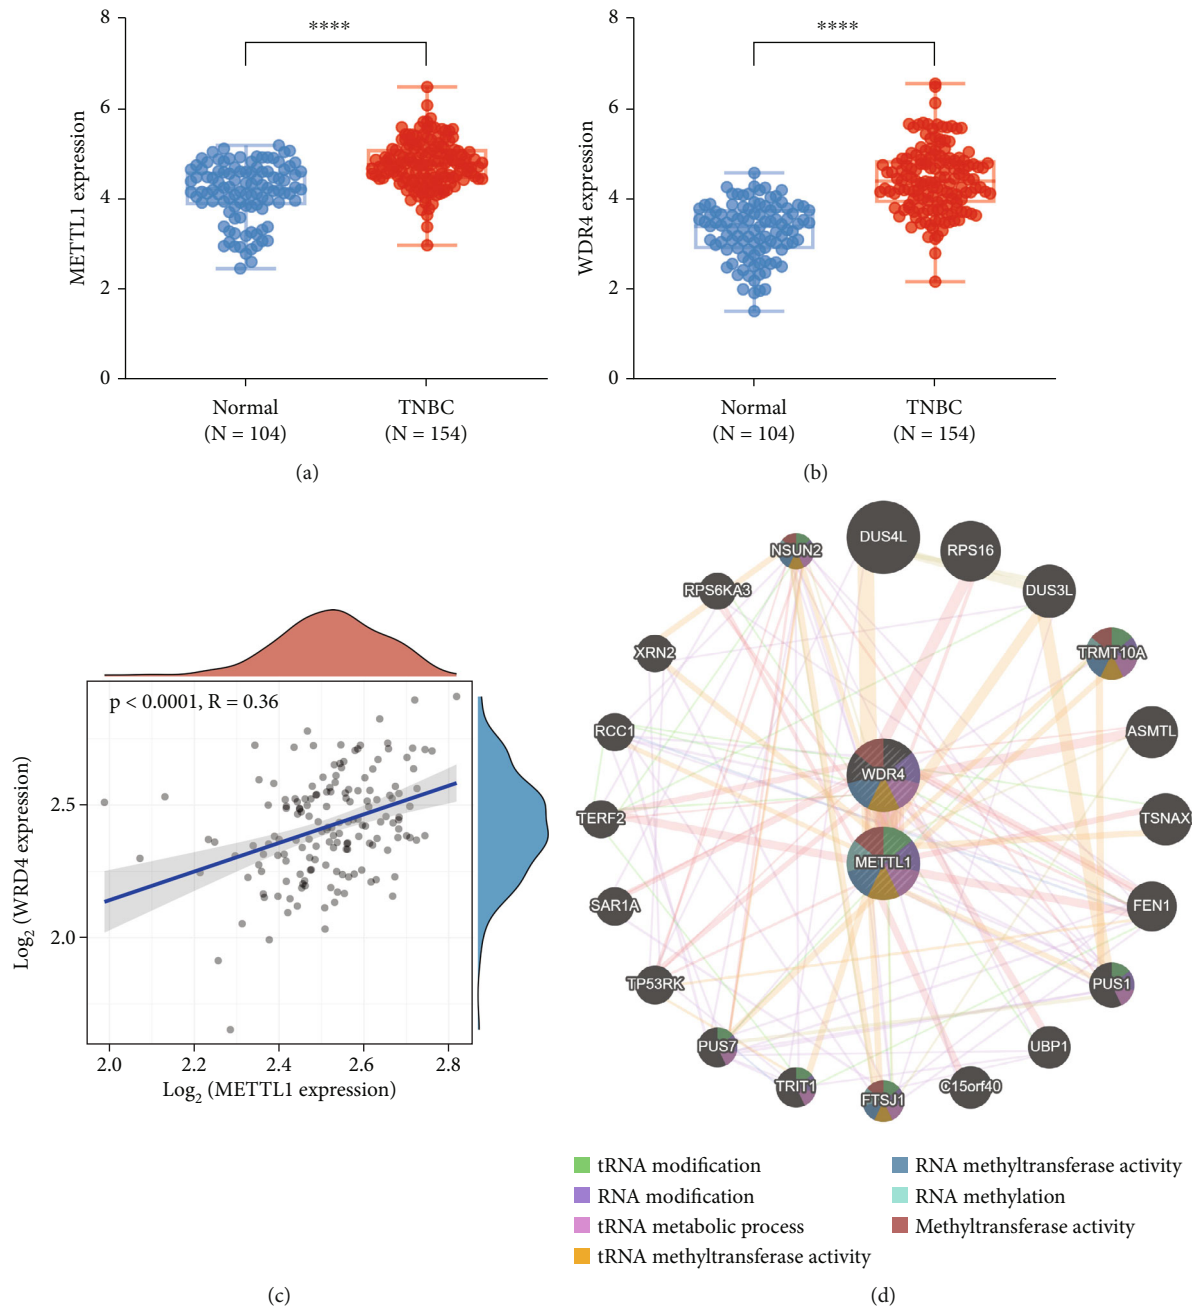 8
6
4
2
0
METTL1 expression
****
Normal
(N = 104)
TNBC
(N = 154)
(a)
8
6
4
2
0
WDR4 expression
****
Normal
(N = 104)
TNBC
(N = 154)
(b)
p < 0.0001, R = 0.36
2.5
2.0
Log2 (WRD4 expression)
2.0
2.2
2.4
2.6
2.8
Log2 (METTL1 expression)
(c)
DUS4L
RPS16
NSUN2
DUS3L
RPS6KA3
TRMT10A
XRN2
ASMTL
RCC1
WDR4
TSNAX
TERF2
METTL1
FEN1
SAR1A
PUS1
TP53RK
UBP1
PUS7
C15orf40
TRIT1
FTSJ1
tRNA modification
RNA modification
tRNA metabolic process
tRNA methyltransferase activity
RNA methyltransferase activity
RNA methylation
Methyltransferase activity
(d)